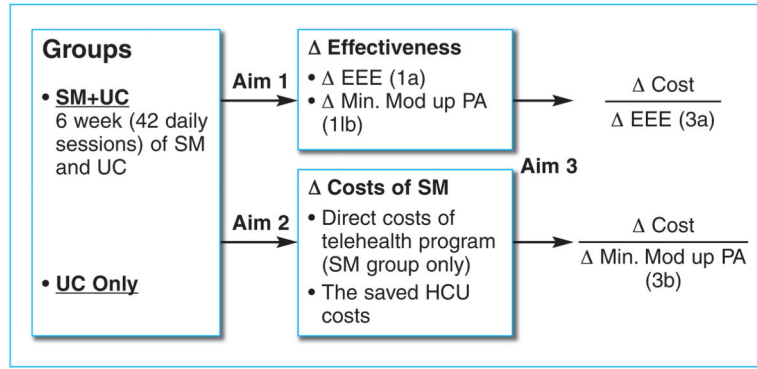 Groups
• SM+UC
6 week (42 daily
sessions) of SM
and UC
• UC Only
Aim 1
Aim 2
Δ Effectiveness
• Δ EEE (1a)
• Δ Min. Mod up PA
(1lb)
Δ Costs of SM
• Direct costs of
telehealth program
(SM group only)
• The saved HCU
costs
Aim 3
Δ Cost
Δ EEE (3a)
Δ Cost
Δ Min. Mod up PA
(3b)